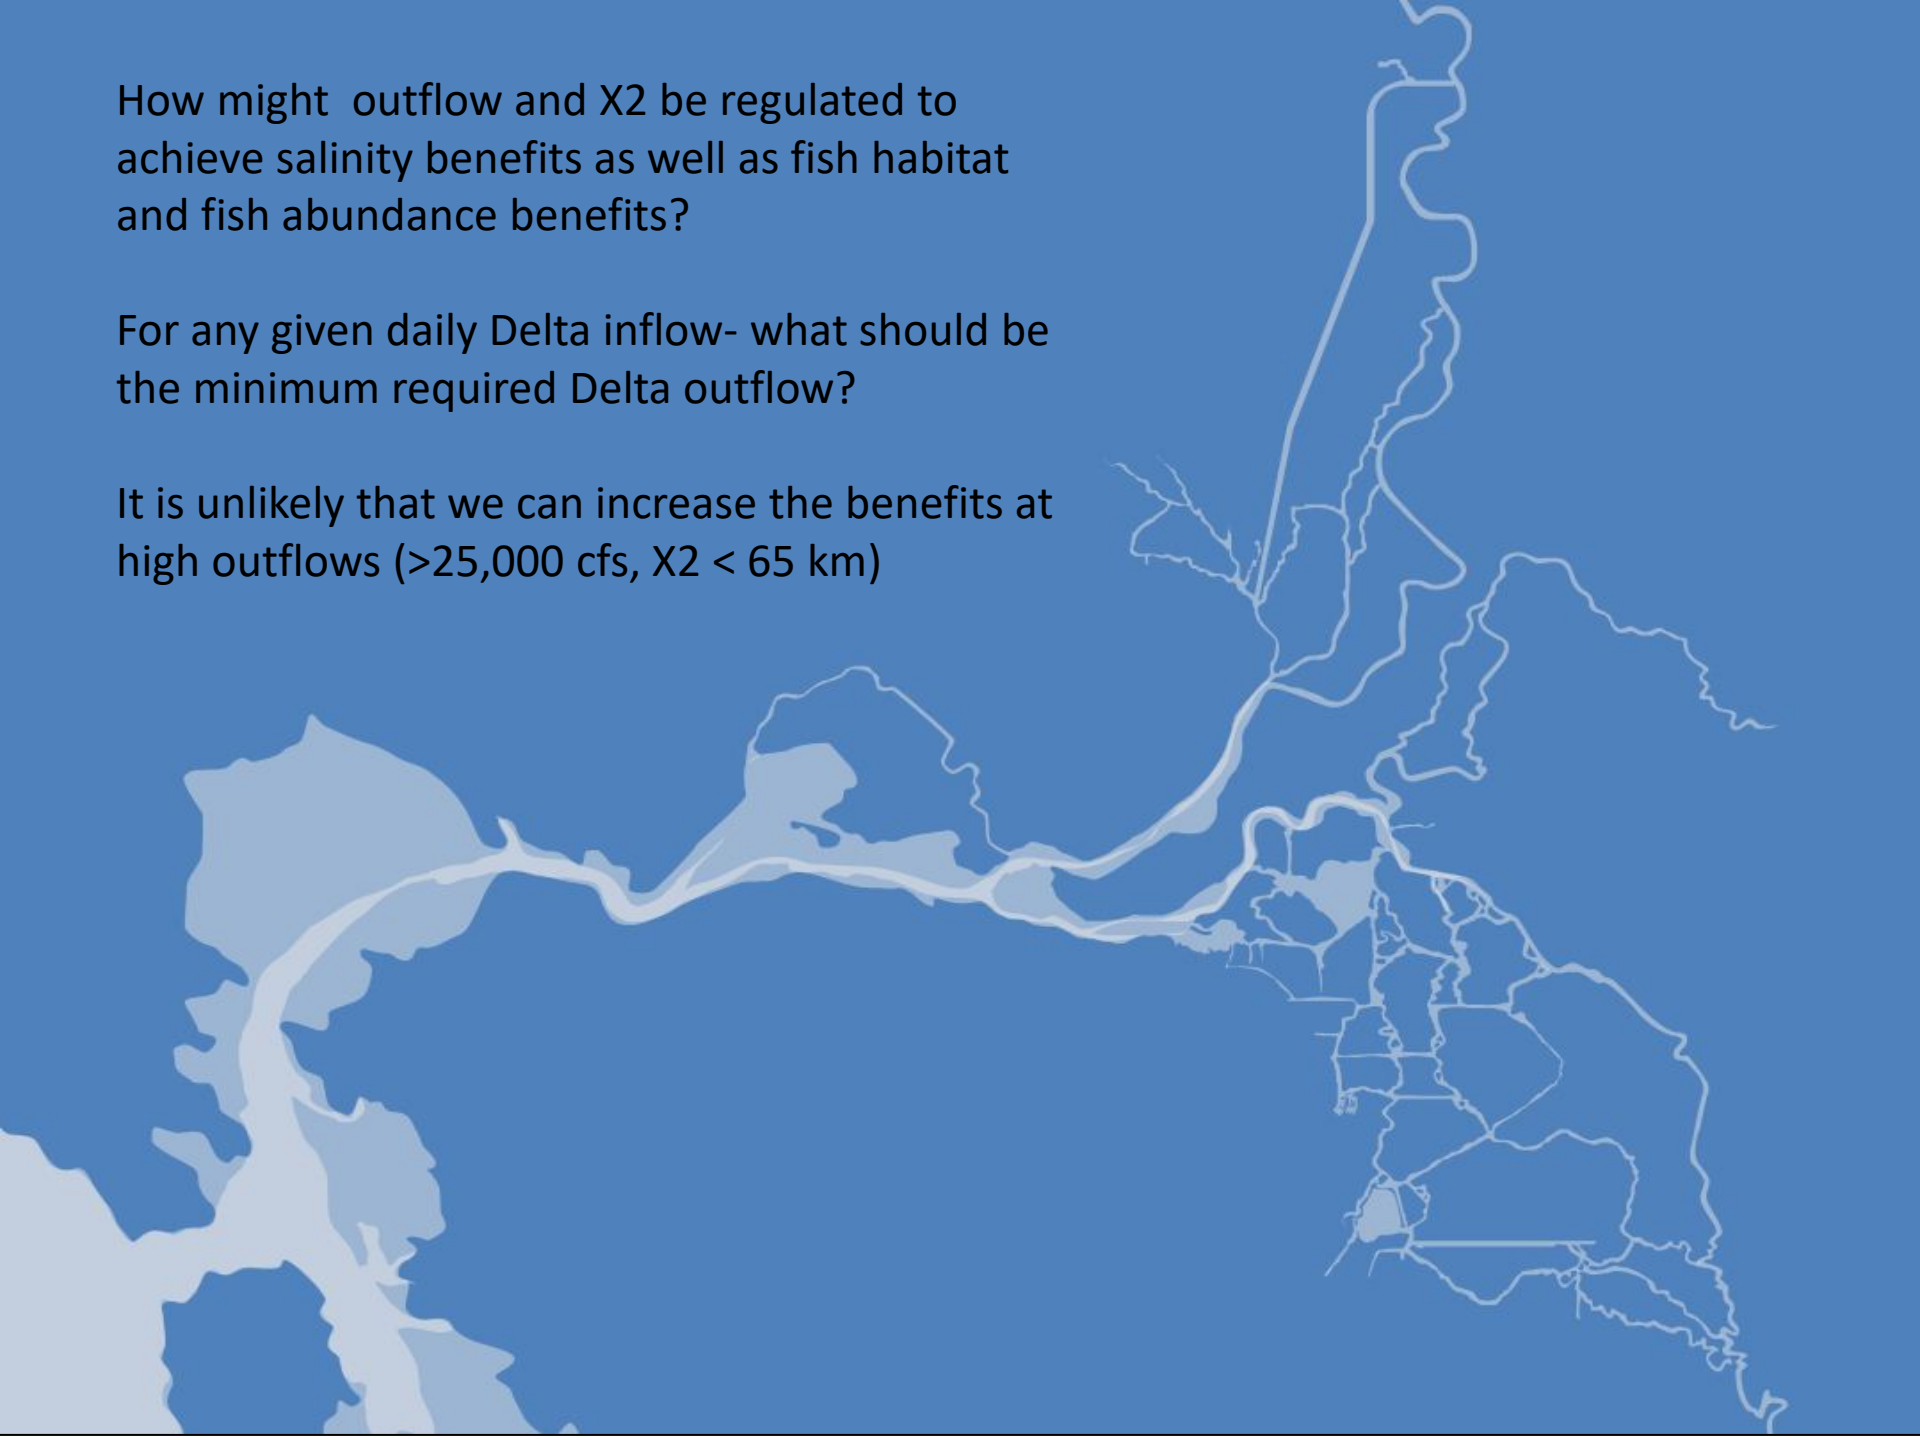 How might  outflow and X2 be regulated to
achieve salinity benefits as well as fish habitat
and fish abundance benefits?
For any given daily Delta inflow- what should be
the minimum required Delta outflow?
It is unlikely that we can increase the benefits at
high outflows (>25,000 cfs, X2 < 65 km)